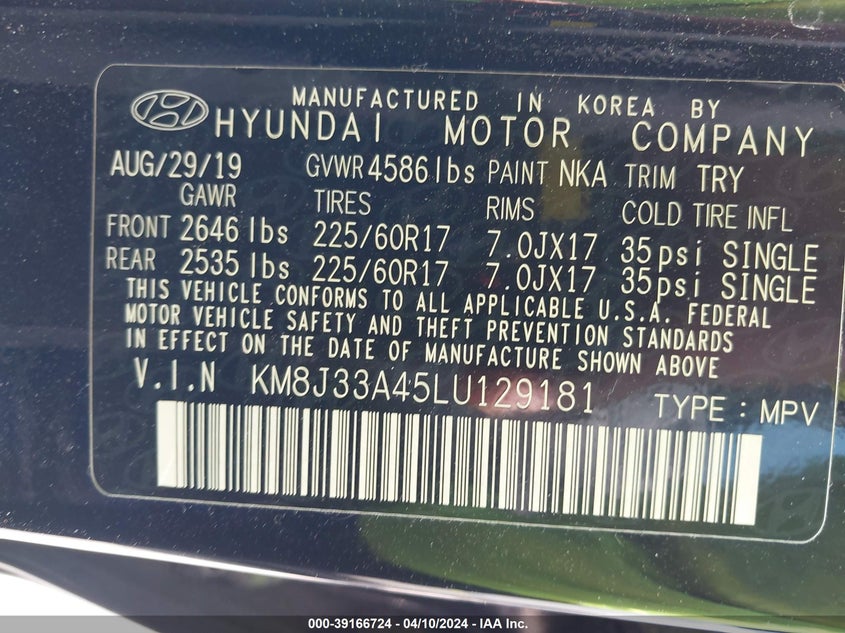 MANUFACTURED IN KOREA BY
HYUNDAI MOTOR COMPANY
AUG/29/19 GVWR 4586 lbs PAINT NKA TRIM TRY
GAWR TIRES RIMS COLD TIRE INFL
FRONT 2646 lbs 225/60R17 7.0JX17 35psi SINGLE
REAR 2535 lbs 225/60R17 7.0JX17 35psi SINGLE
THIS VEHICLE CONFORMS TO ALL APPLICABLE U.S.A. FEDERAL
MOTOR VEHICLE SAFETY AND THEFT PREVENTION STANDARDS
IN EFFECT ON THE DATE OF MANUFACTURE SHOWN ABOVE
V.I.N KM8J33A45LU129181 TYPE : MPV
000-39166724 - 04/10/2024 - IAA Inc.